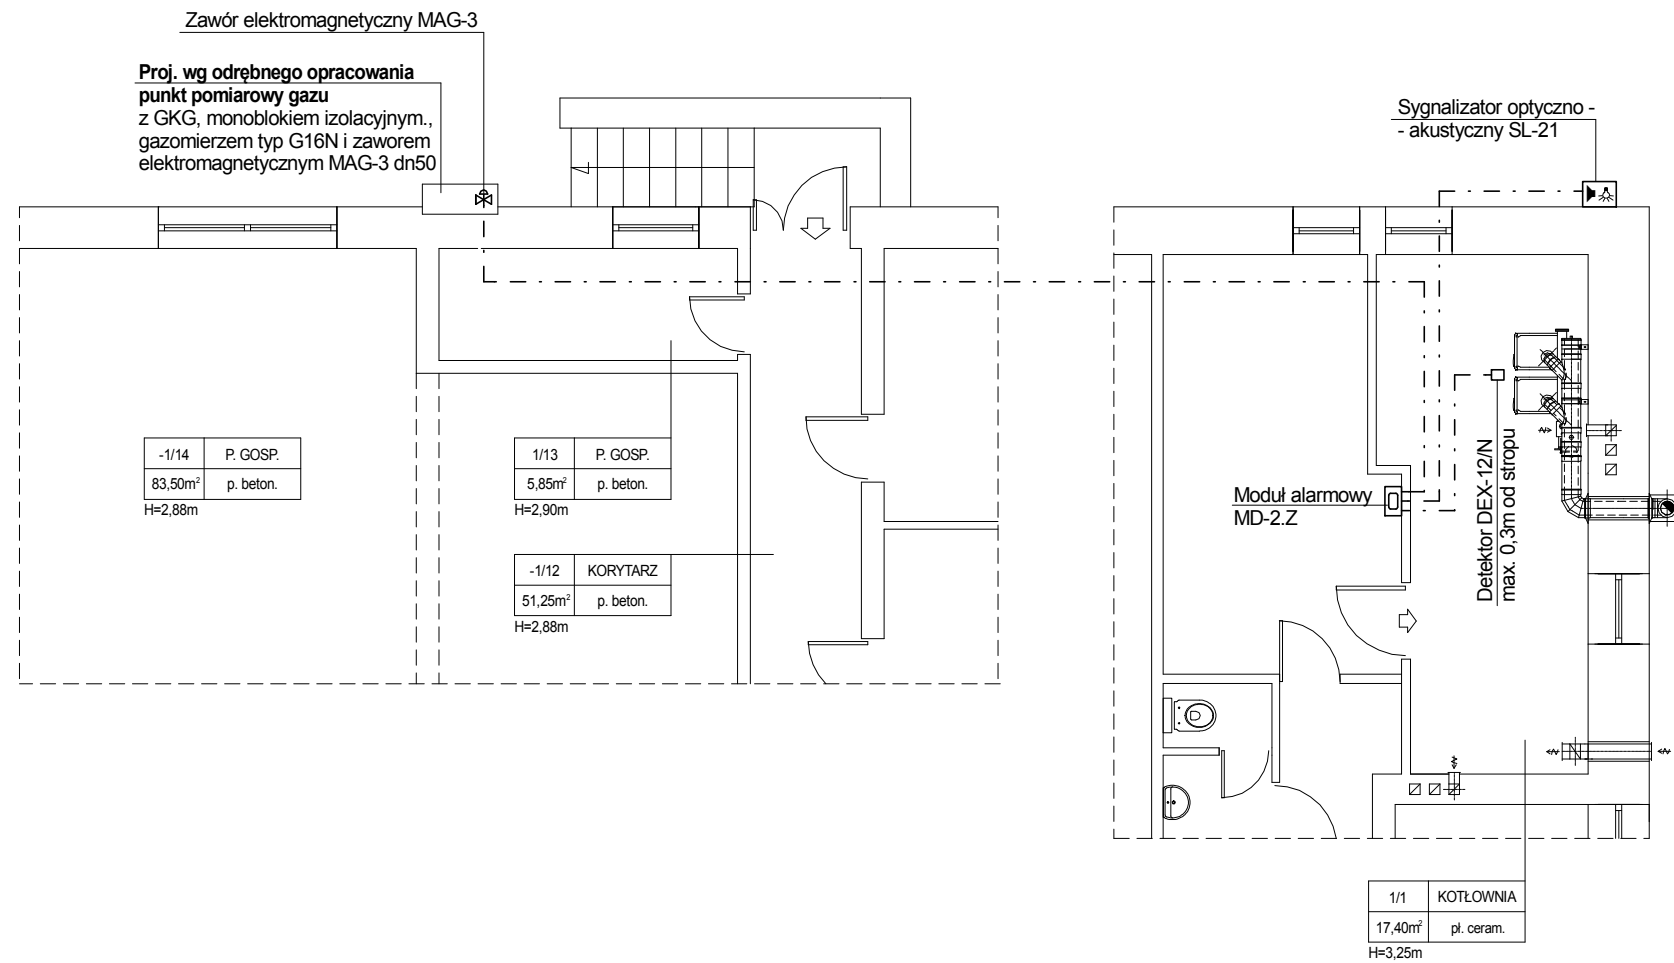 Zawór elektromagnetyczny MAG-3
Proj. wg odrębnego opracowania
punkt pomiarowy gazu
z GKG, monoblokiem izolacyjnym.,
gazomierzem typ G16N i zaworem
elektromagnetycznym MAG-3 dn50
Sygnalizator optyczno -
- akustyczny SL-21
-1/14 P. GOSP.
83,50m² p. beton.
H=2,88m
1/13 P. GOSP.
5,85m² p. beton.
H=2,90m
-1/12 KORYTARZ
51,25m² p. beton.
H=2,88m
Moduł alarmowy
MD-2.Z
Detektor DEX-12/N
max. 0,3m od stropu
1/1 KOTŁOWNIA
17,40m² pł. ceram.
H=3,25m